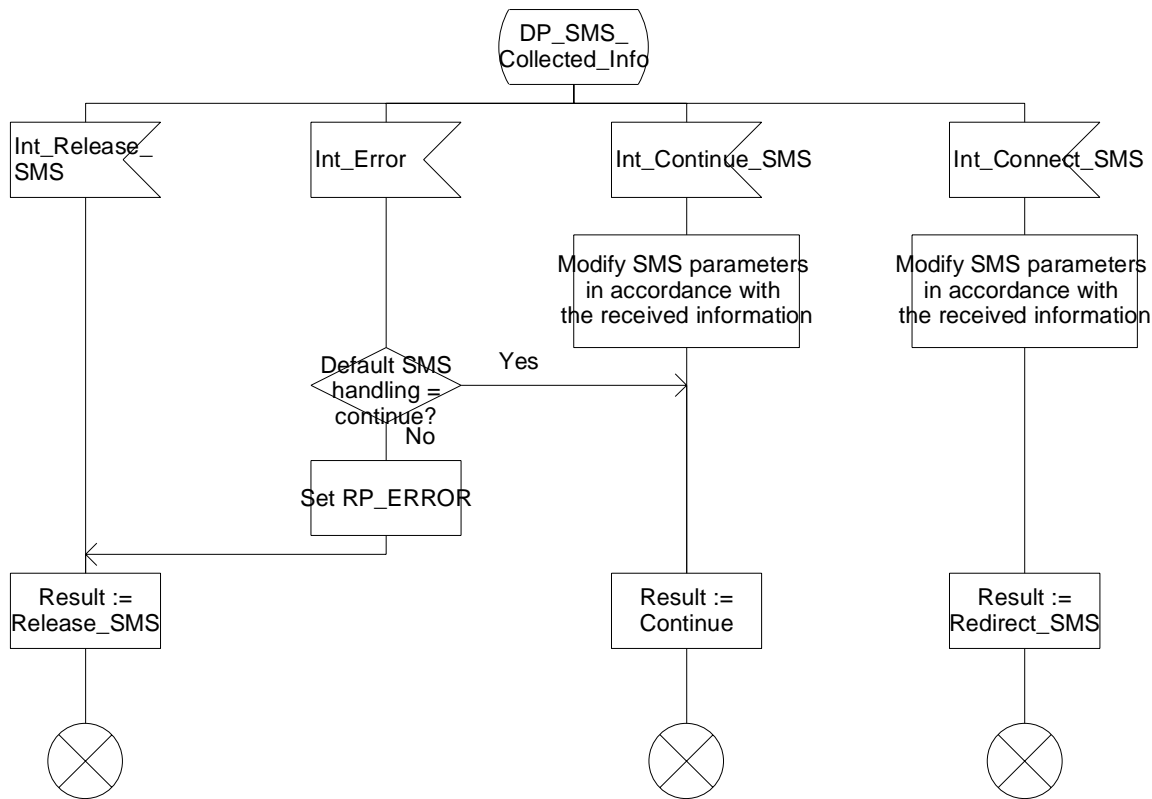 DP_SMS_
Collected_Info
Int_Release_
SMS
Int_Error
Int_Continue_SMS
Int_Connect_SMS
Modify SMS parameters
in accordance with
the received information
Modify SMS parameters
in accordance with
the received information
Default SMS
handling =
continue?
Yes
No
Set RP_ERROR
Result :=
Release_SMS
Result :=
Continue
Result :=
Redirect_SMS